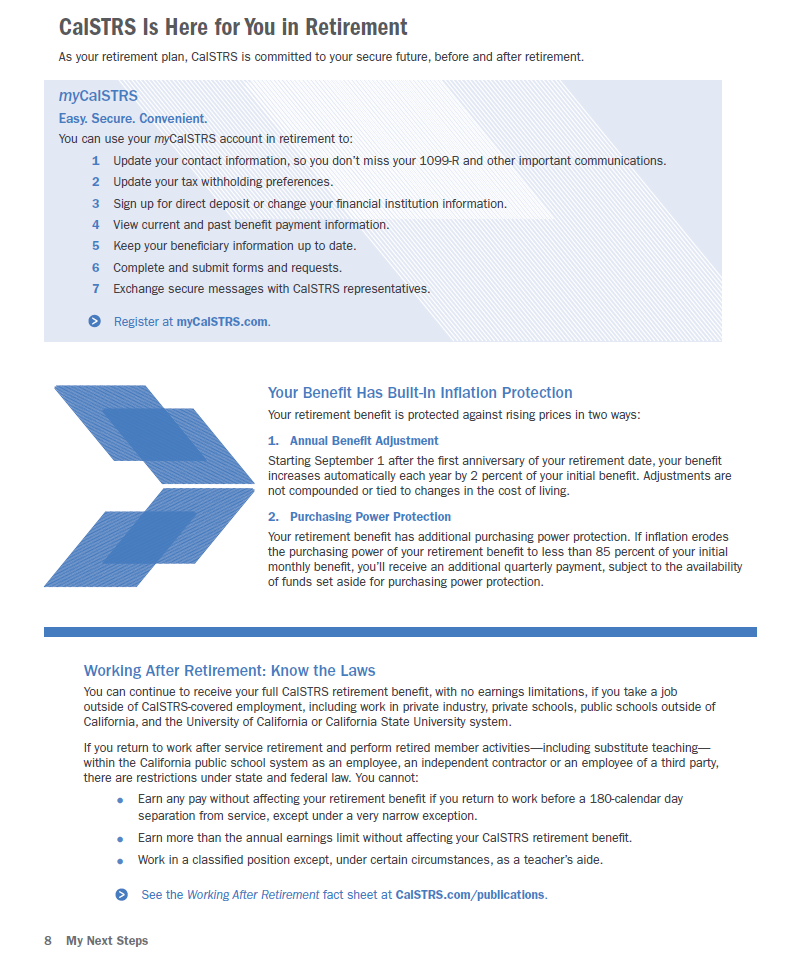 CalSTRS Is Here for You in Retirement
As your retirement plan, CalSTRS is committed to your secure future, before and after retirement.
myCalSTRS
Easy. Secure. Convenient.
You can use your myCalSTRS account in retirement to:
1 Update your contact information, so you don’t miss your 1099-R and other important communications.
2 Update your tax withholding preferences.
3 Sign up for direct deposit or change your financial institution information.
4 View current and past benefit payment information.
5 Keep your beneficiary information up to date.
6 Complete and submit forms and requests.
7 Exchange secure messages with CalSTRS representatives.
Register at myCalSTRS.com.
Your Benefit Has Built-In Inflation Protection
Your retirement benefit is protected against rising prices in two ways:
1. Annual Benefit Adjustment
Starting September 1 after the first anniversary of your retirement date, your benefit
increases automatically each year by 2 percent of your initial benefit. Adjustments are
not compounded or tied to changes in the cost of living.
2. Purchasing Power Protection
Your retirement benefit has additional purchasing power protection. If inflation erodes
the purchasing power of your retirement benefit to less than 85 percent of your initial
monthly benefit, you’ll receive an additional quarterly payment, subject to the availability
of funds set aside for purchasing power protection.
Working After Retirement: Know the Laws
You can continue to receive your full CalSTRS retirement benefit, with no earnings limitations, if you take a job
outside of CalSTRS-covered employment, including work in private industry, private schools, public schools outside of
California, and the University of California or California State University system.
If you return to work after service retirement and perform retired member activities—including substitute teaching—
within the California public school system as an employee, an independent contractor or an employee of a third party,
there are restrictions under state and federal law. You cannot:
• Earn any pay without affecting your retirement benefit if you return to work before a 180-calendar day
separation from service, except under a very narrow exception.
• Earn more than the annual earnings limit without affecting your CalSTRS retirement benefit.
• Work in a classified position except, under certain circumstances, as a teacher’s aide.
See the Working After Retirement fact sheet at CalSTRS.com/publications.
8 My Next Steps